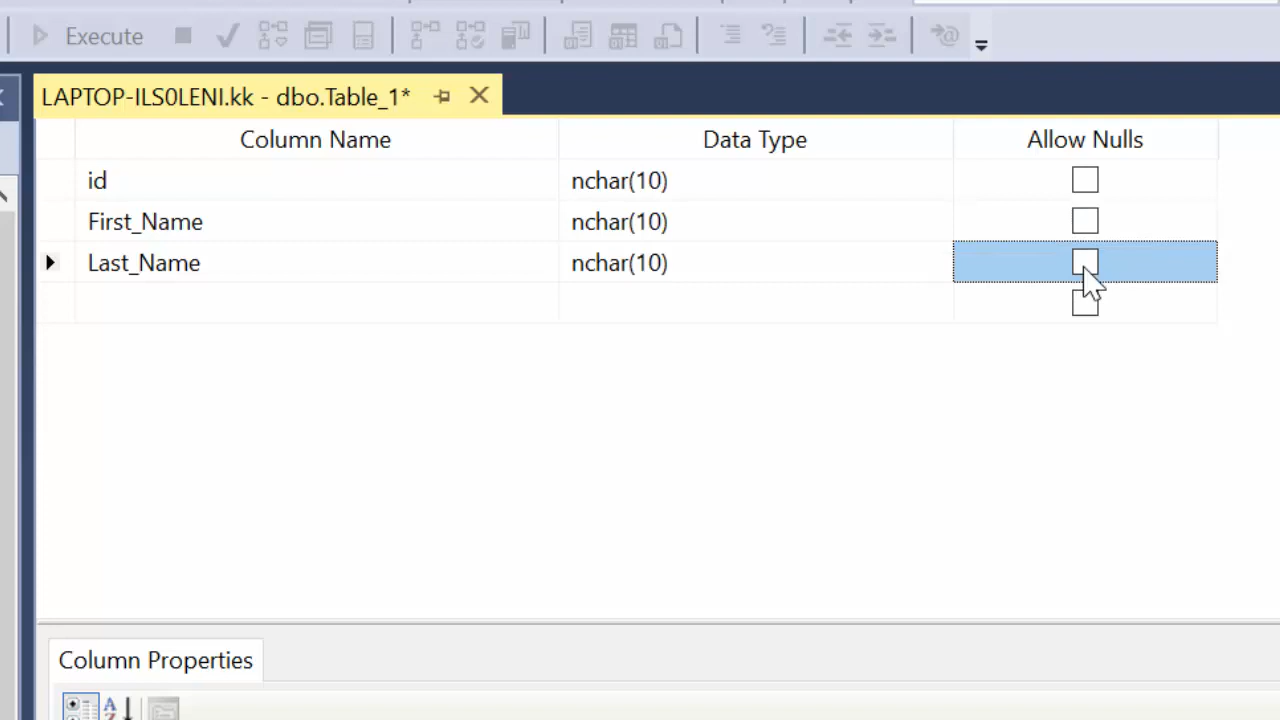 Execute
LAPTOP-ILS0LENI.kk - dbo.Table_1*
Column Name Data Type Allow Nulls
id nchar(10)
First_Name nchar(10)
Last_Name nchar(10)
Column Properties